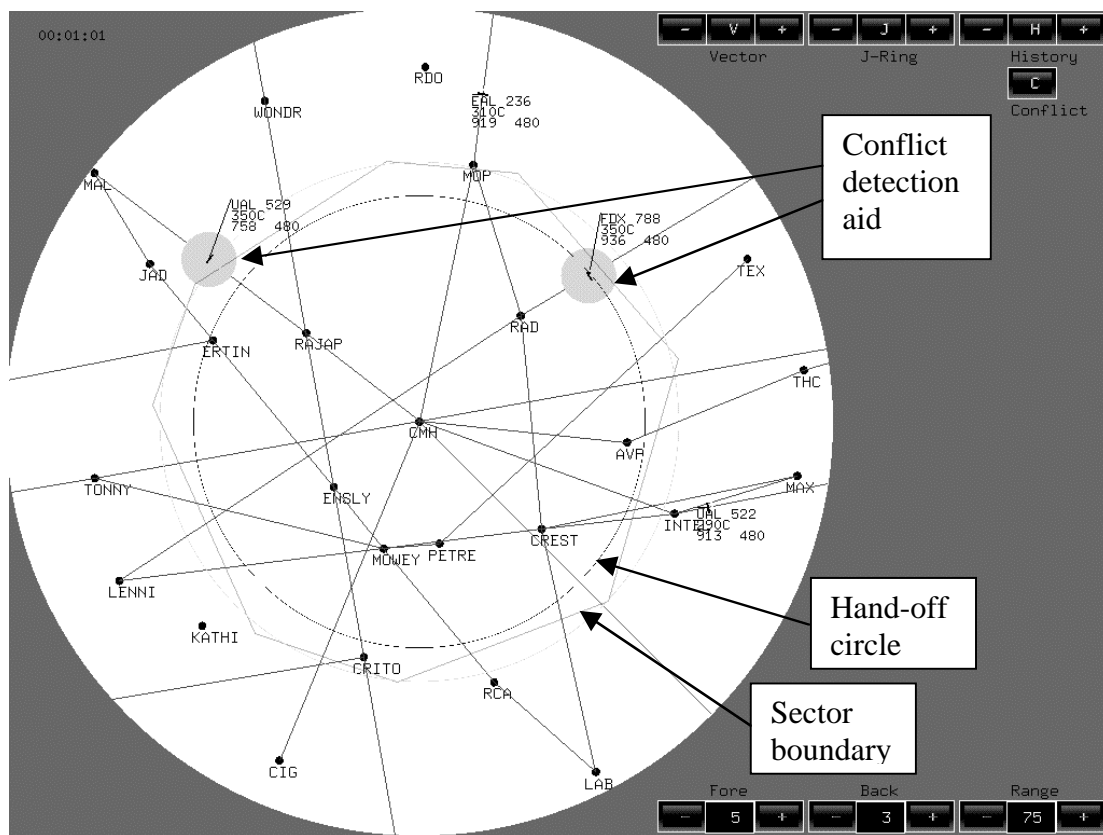 00:01:01
- V + - J + - H +
Vector J-Ring History
C
Conflict
RDO
WONDR
EAL 236
310C
919 480
Conflict
detection
aid
MOP
MAL
UAL 529
350C
758 480
FDX 788
350C
936 480
JAD
TEX
RAD
ERTIN
RAJAP
THC
CMH
AVA
TONNY
ENSLY
MAX
UAL 522
290C
913 480
CREST
PETRE
MOWEY
LENNI
Hand-off
circle
KATHI
CRITO
RCA
Sector
boundary
CIG
LAB
Fore Back Range
- 5 + - 3 + - 75 +